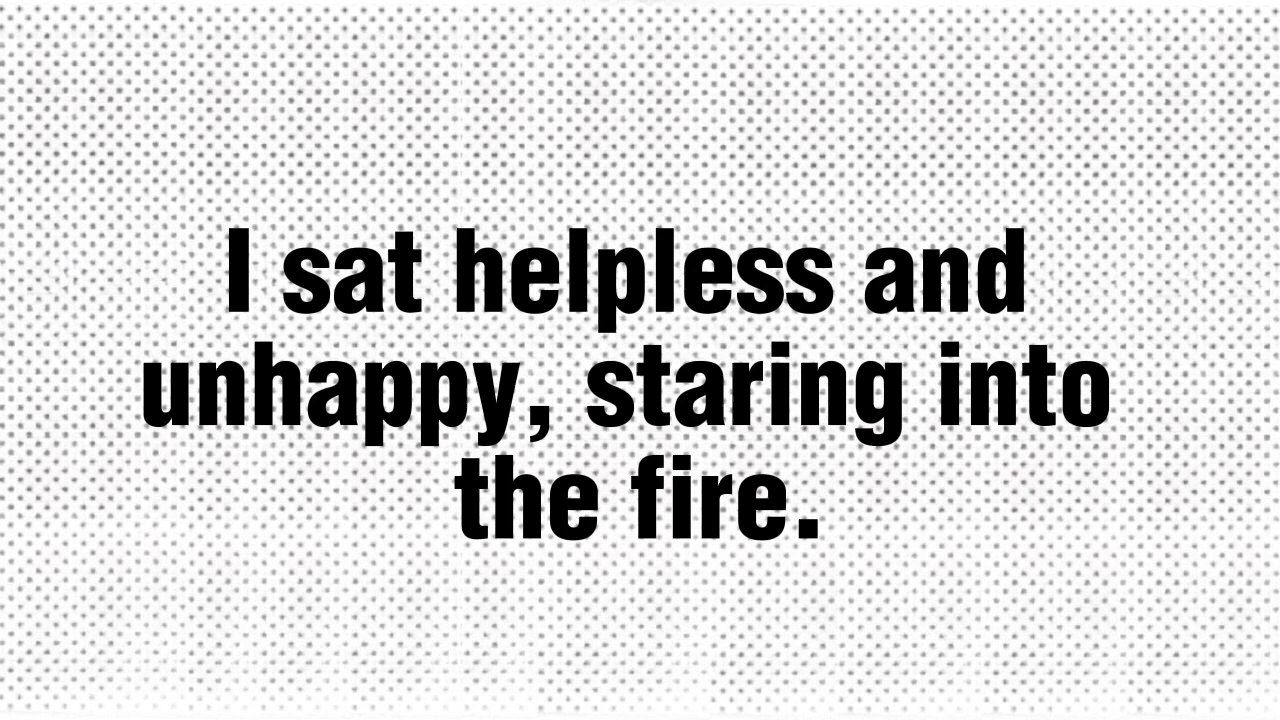 I sat helpless and
unhappy, staring into
the fire.